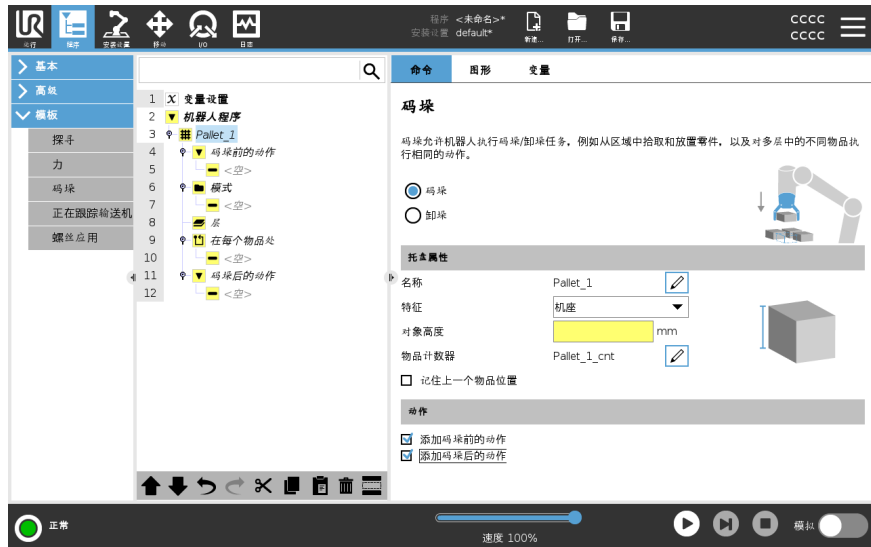 UR
运行
程序
安装设置
移动
I/O
日志
程序 <未命名>*
安装设置 default*
新建...
打开...
保存...
cccc
cccc
基本
高级
模板
探寻
力
码垛
正在跟踪输送机
螺丝应用
1 X 变量设置
2 机器人程序
3 Pallet_1
4 码垛前的动作
5 <空>
6 模式
7 <空>
8 层
9 在每个物品处
10 <空>
11 码垛后的动作
12 <空>
命令 图形 变量
码垛
码垛允许机器人执行码垛/卸垛任务，例如从区域中拾取和放置零件，以及对多层中的不同物品执
行相同的动作。
码垛
卸垛
托盘属性
名称 Pallet_1
特征 机座
对象高度 mm
物品计数器 Pallet_1_cnt
记住上一个物品位置
动作
添加码垛前的动作
添加码垛后的动作
正常
速度 100%
模拟